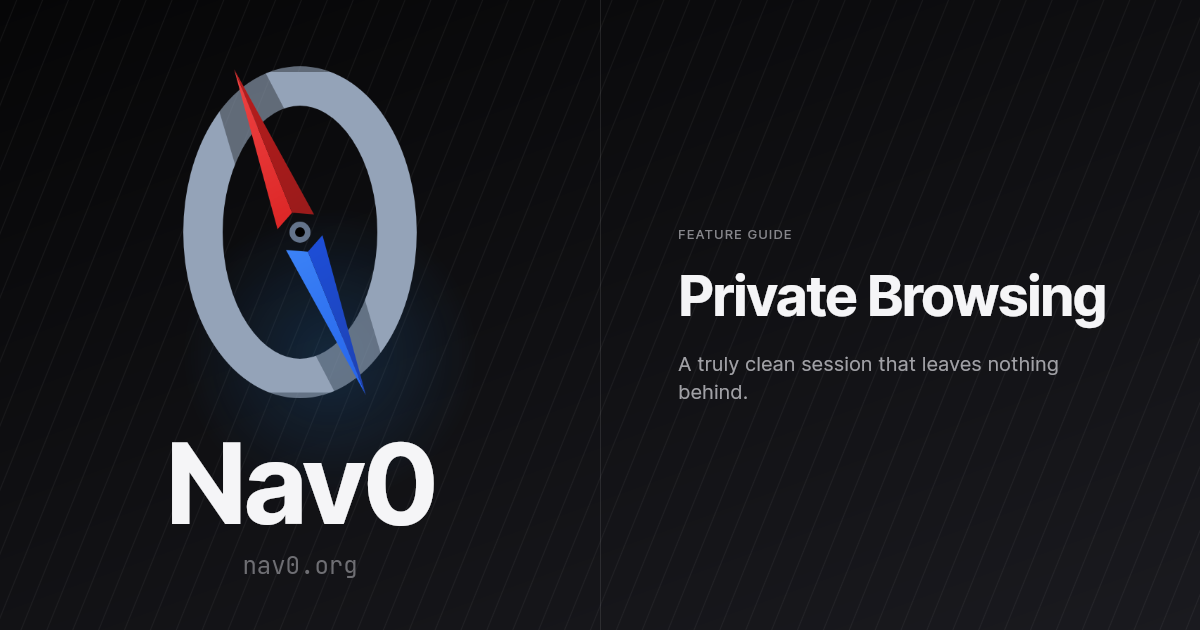 Nav0
nav0.org
FEATURE GUIDE
Private Browsing
A truly clean session that leaves nothing
behind.